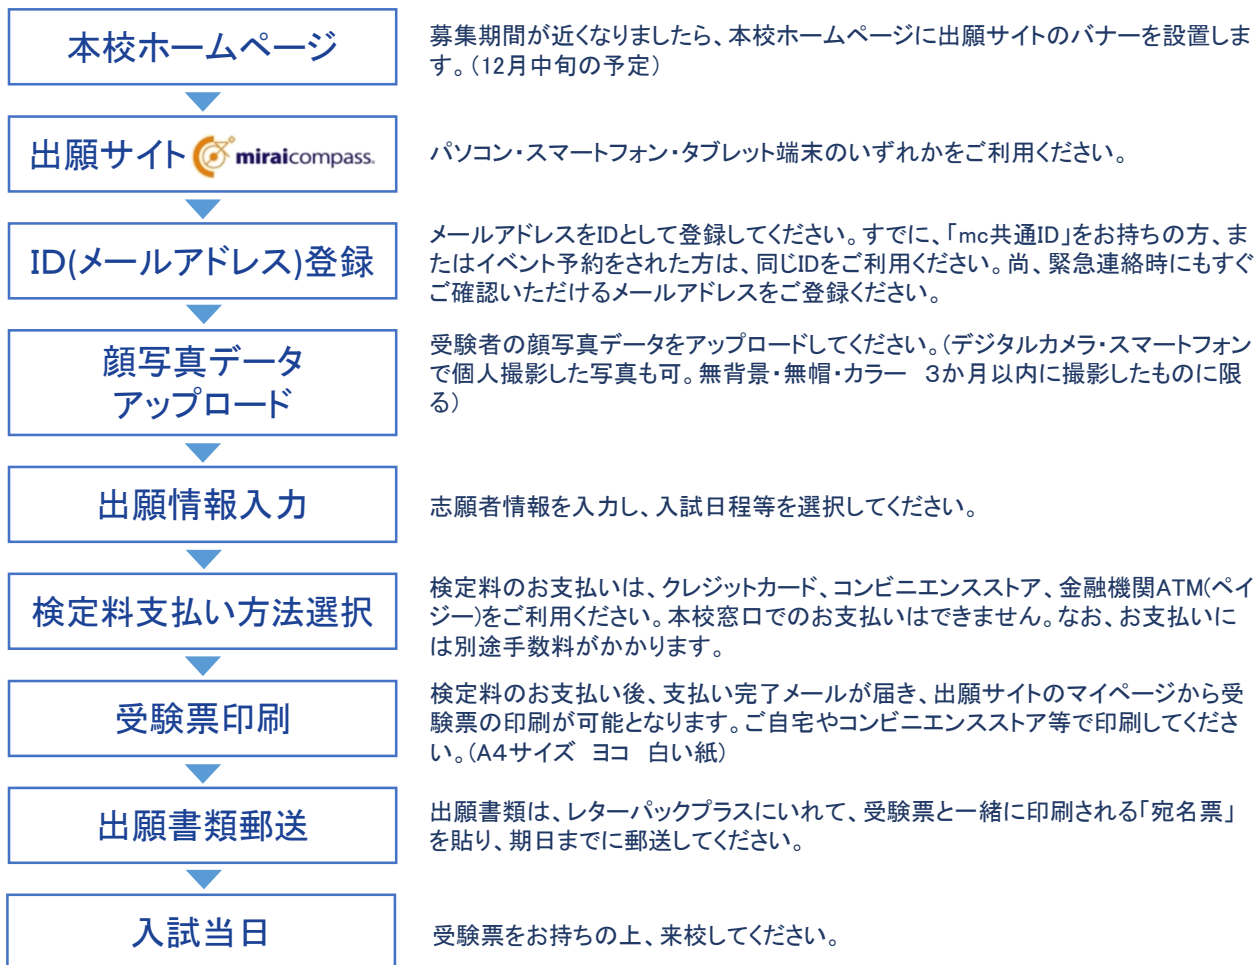 本校ホームページ
募集期間が近くなりましたら、本校ホームページに出願サイトのバナーを設置しま
す。（12月中旬の予定）
出願サイト miraicompass.
パソコン・スマートフォン・タブレット端末のいずれかをご利用ください。
ID(メールアドレス)登録
メールアドレスをIDとして登録してください。すでに、「mc共通ID」をお持ちの方、ま
たはイベント予約をされた方は、同じIDをご利用ください。尚、緊急連絡時にもすぐ
ご確認いただけるメールアドレスをご登録ください。
顔写真データ
アップロード
受験者の顔写真データをアップロードしてください。（デジタルカメラ・スマートフォン
で個人撮影した写真も可。無背景・無帽・カラー　３か月以内に撮影したものに限
る）
出願情報入力
志願者情報を入力し、入試日程等を選択してください。
検定料支払い方法選択
検定料のお支払いは、クレジットカード、コンビニエンスストア、金融機関ATM(ペイ
ジー)をご利用ください。本校窓口でのお支払いはできません。なお、お支払いに
は別途手数料がかかります。
受験票印刷
検定料のお支払い後、支払い完了メールが届き、出願サイトのマイページから受
験票の印刷が可能となります。ご自宅やコンビニエンスストア等で印刷してくださ
い。（A４サイズ　ヨコ　白い紙）
出願書類郵送
出願書類は、レターパックプラスにいれて、受験票と一緒に印刷される「宛名票」
を貼り、期日までに郵送してください。
入試当日
受験票をお持ちの上、来校してください。